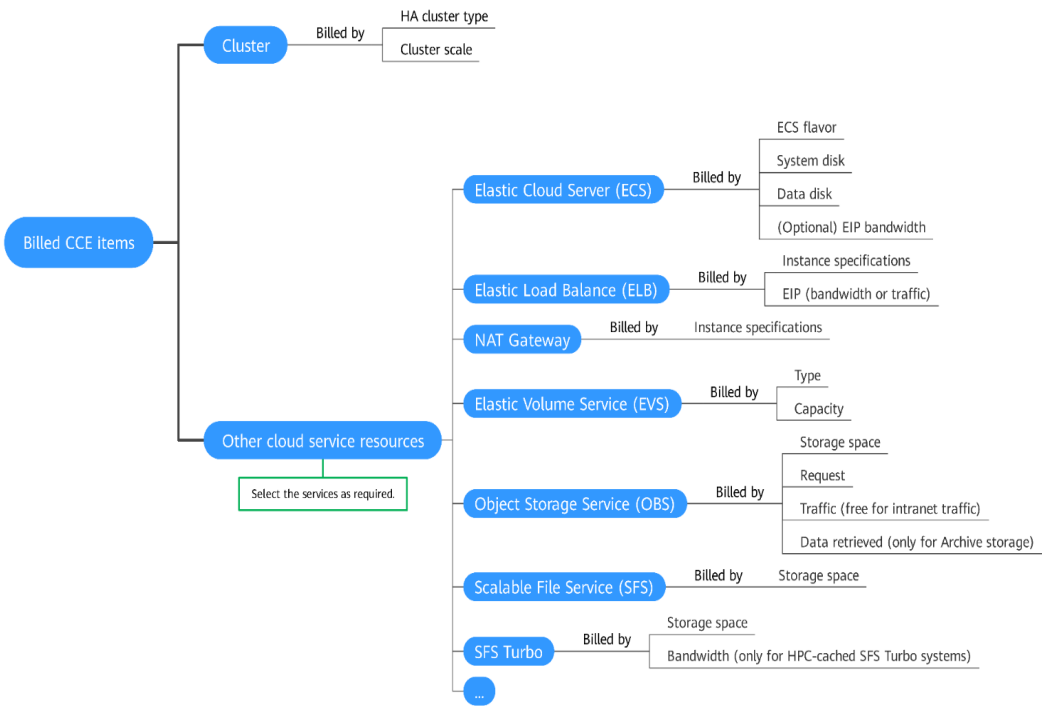 Billed CCE items
Cluster
Billed by
HA cluster type
Cluster scale
Other cloud service resources
Select the services as required.
Elastic Cloud Server (ECS)
Billed by
ECS flavor
System disk
Data disk
(Optional) EIP bandwidth
Elastic Load Balance (ELB)
Billed by
Instance specifications
EIP (bandwidth or traffic)
NAT Gateway
Billed by
Instance specifications
Elastic Volume Service (EVS)
Billed by
Type
Capacity
Object Storage Service (OBS)
Billed by
Storage space
Request
Traffic (free for intranet traffic)
Data retrieved (only for Archive storage)
Scalable File Service (SFS)
Billed by
Storage space
SFS Turbo
Billed by
Storage space
Bandwidth (only for HPC-cached SFS Turbo systems)
...